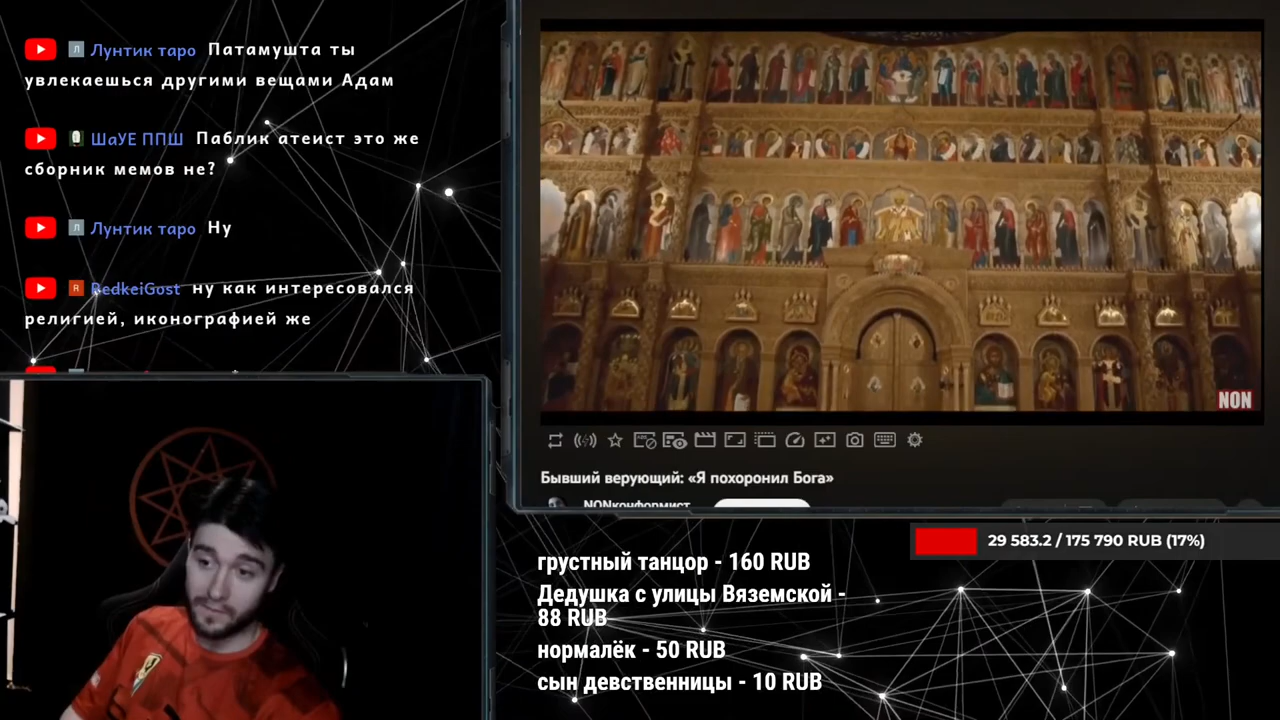 Лунтик таро Патамушта ты
увлекаешься другими вещами Адам
ШаУЕ ППШ Паблик атеист это же
сборник мемов не?
Лунтик таро Ну
RedkeiGost ну как интересовался
религией, иконографией же
NON
Бывший верующий: «Я похоронил Бога»
NONконформист
29 583.2 / 175 790 RUB (17%)
грустный танцор - 160 RUB
Дедушка с улицы Вяземской -
88 RUB
нормалёк - 50 RUB
сын девственницы - 10 RUB